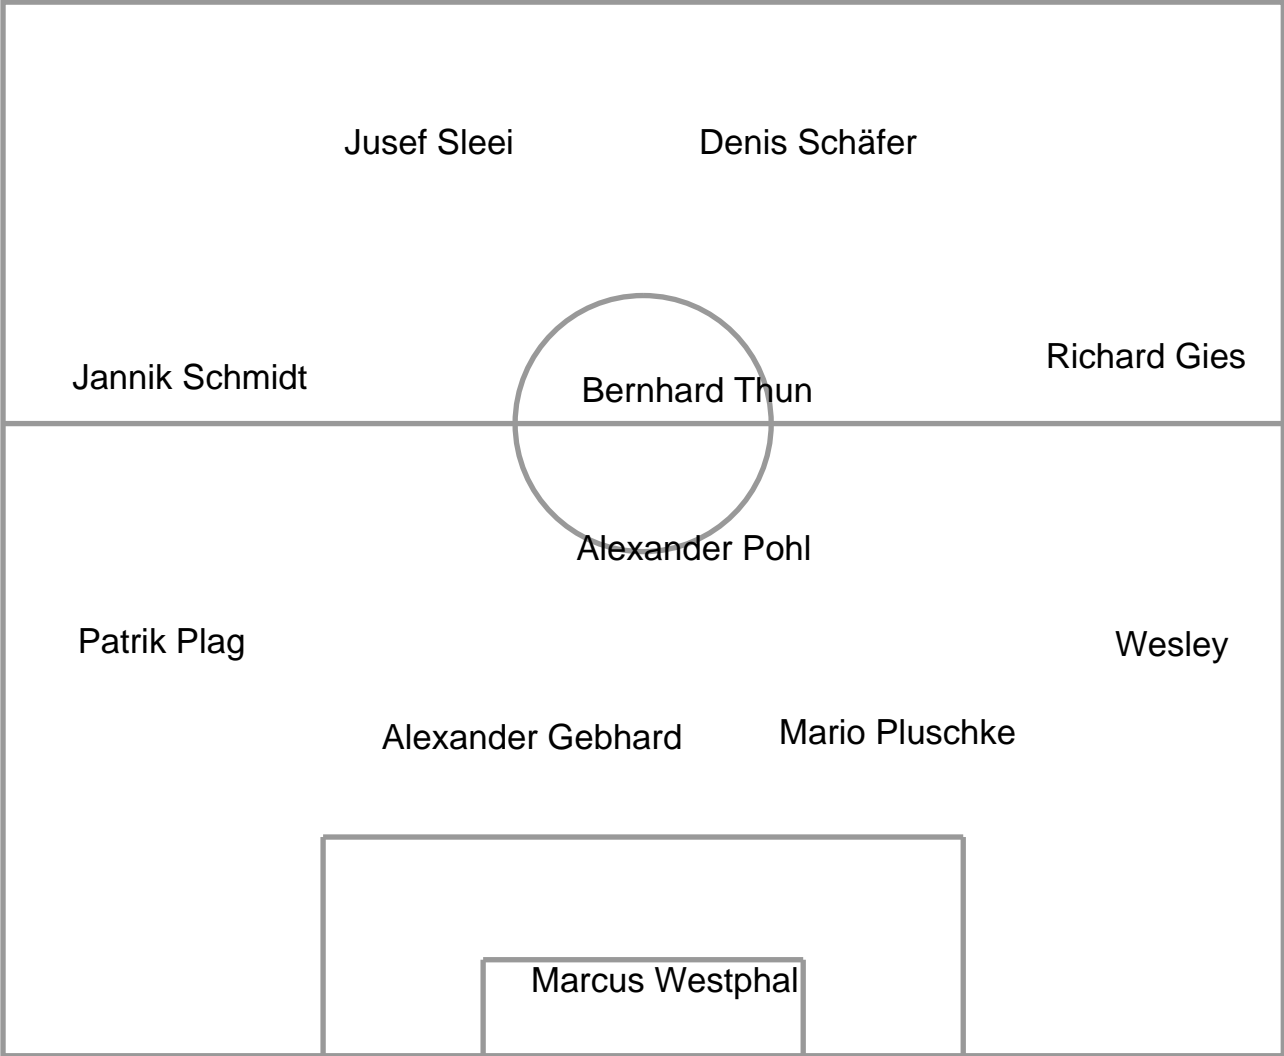 Jusef Sleei
Denis Schäfer
Richard Gies
Jannik Schmidt
Bernhard Thun
Alexander Pohl
Patrik Plag
Wesley
Alexander Gebhard
Mario Pluschke
Marcus Westphal